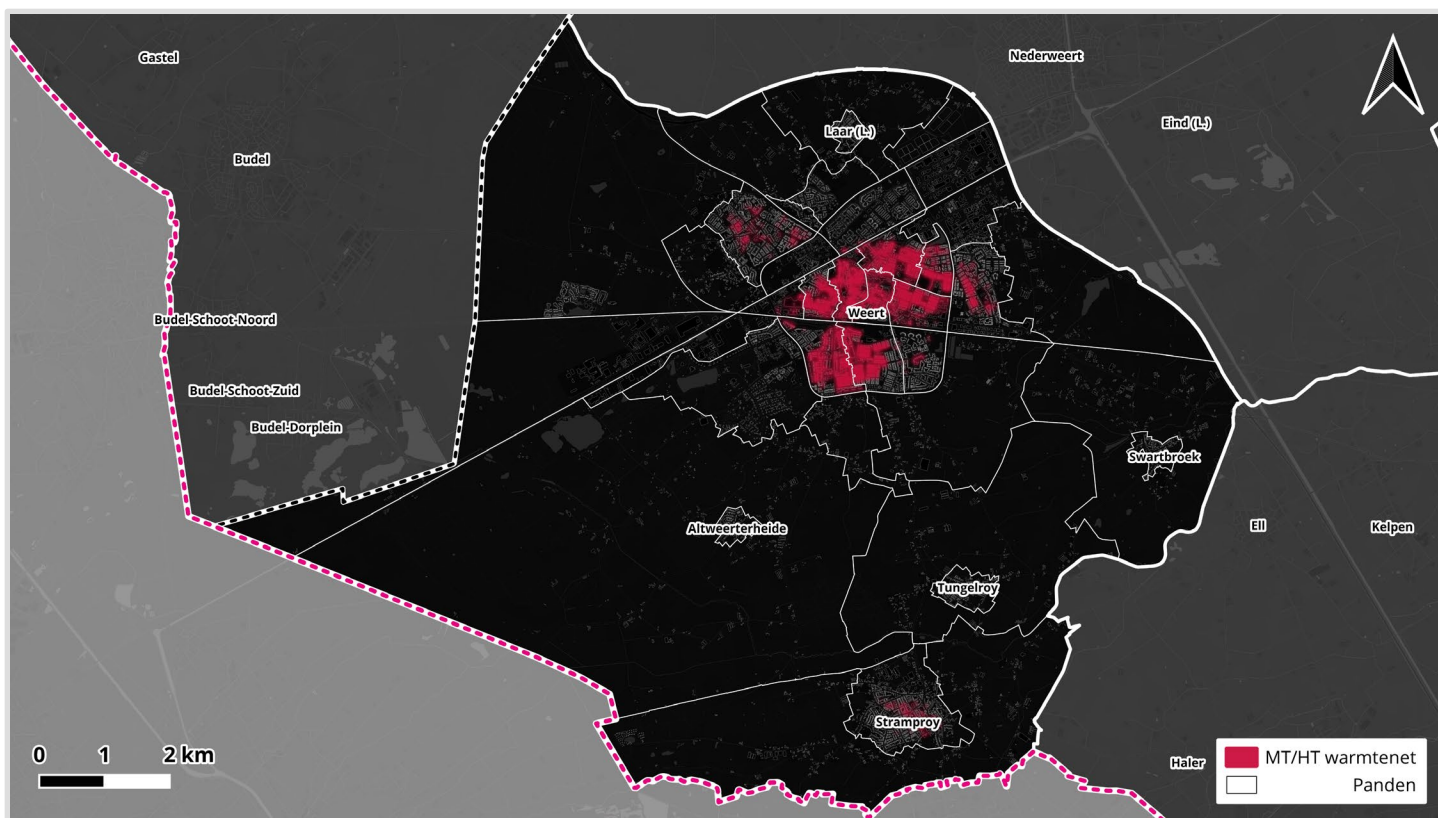 Gastel
Nederweert
Eind (L.)
Laar (L.)
Budel
Budel-Schoot-Noord
Weert
Budel-Schoot-Zuid
Budel-Dorplein
Swartbroek
Altweerterheide
Ell
Kelpen
Tungelroy
Stramproy
Haler
0 1 2 km
MT/HT warmtenet
Panden